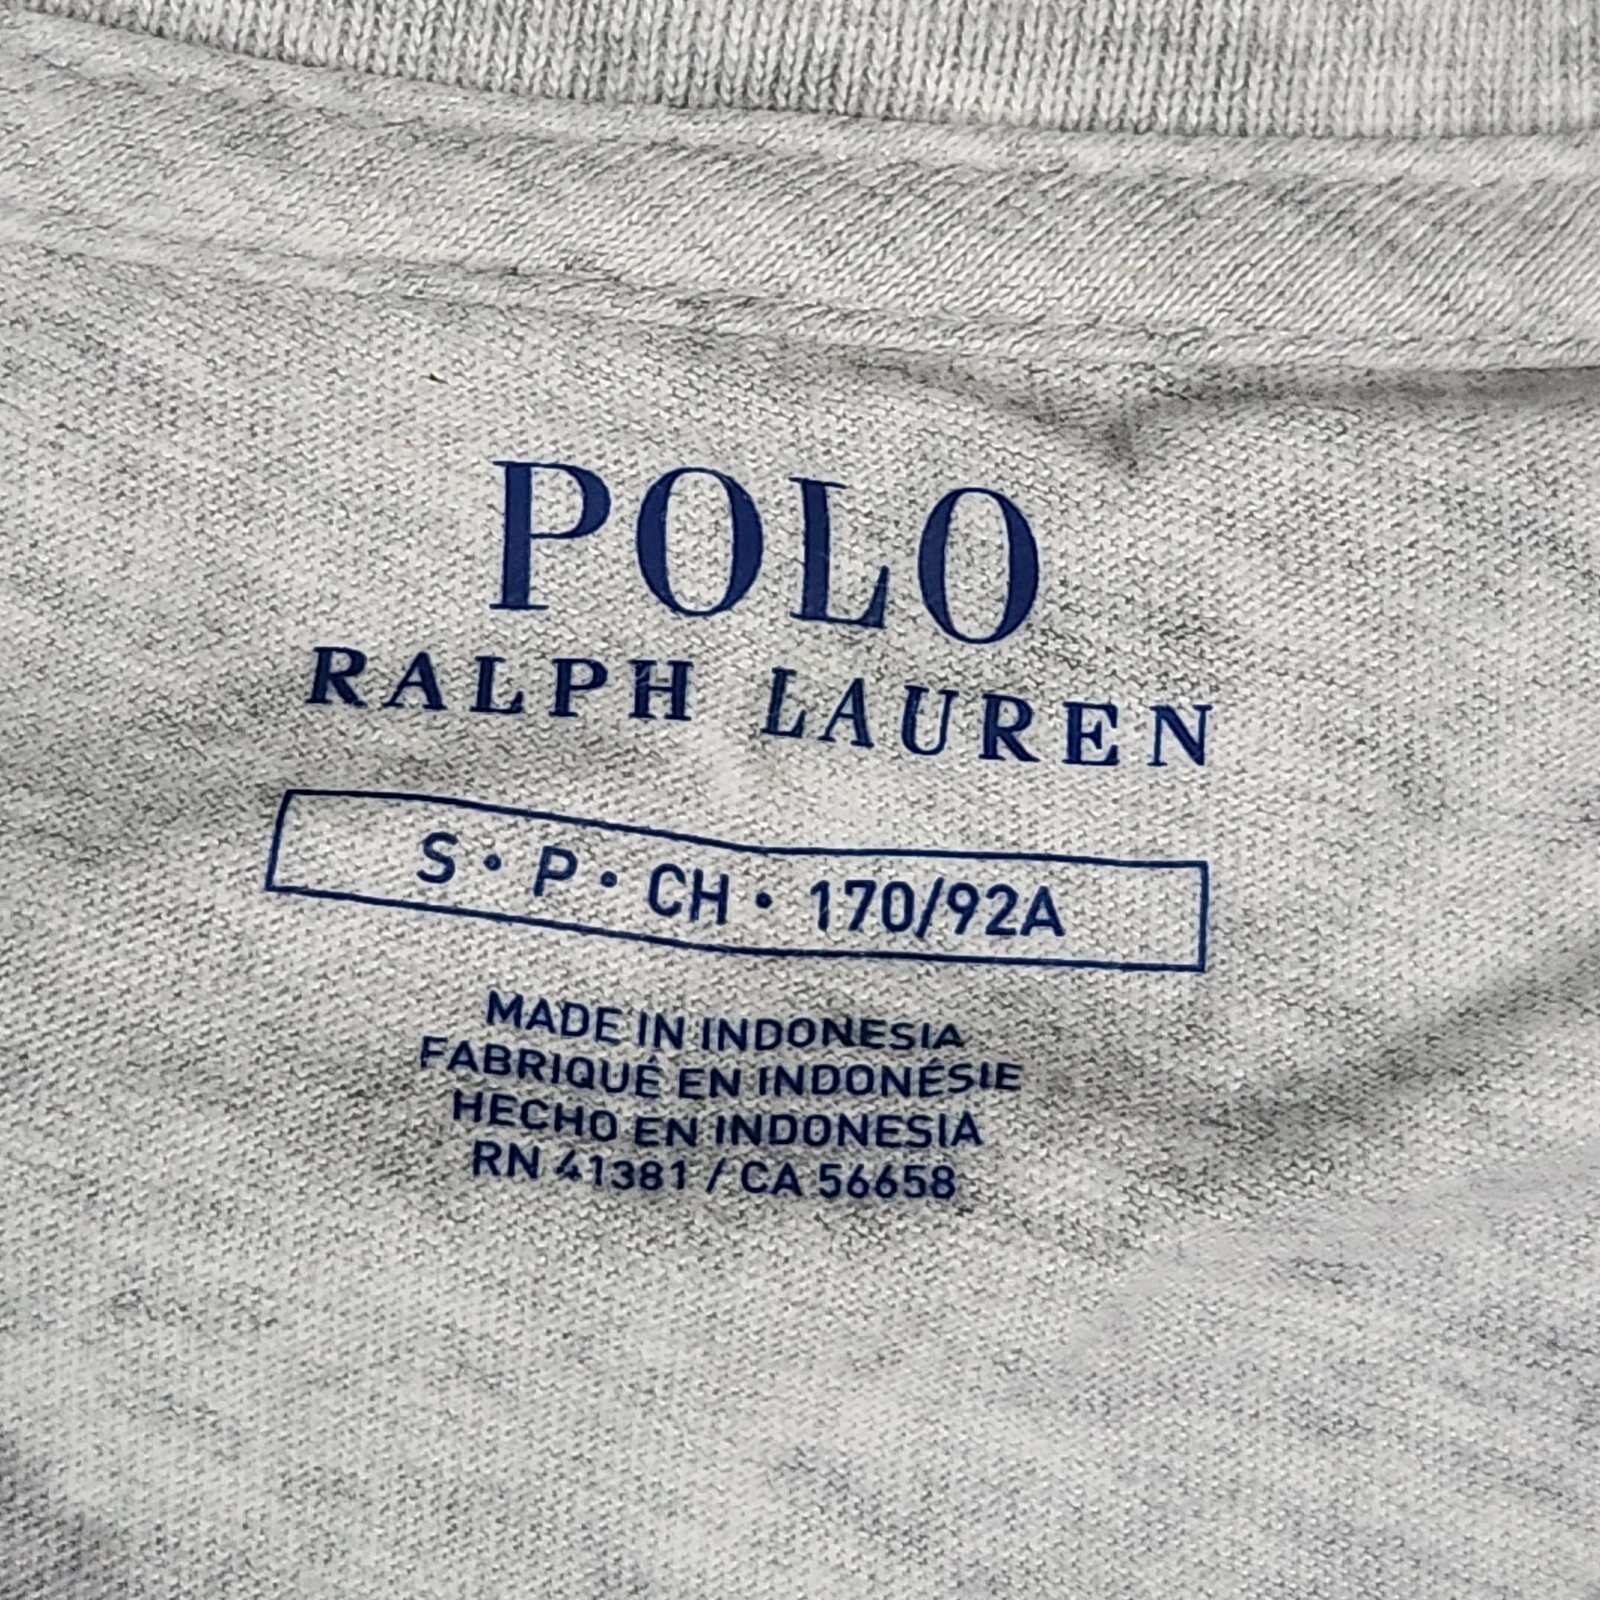 POLO
RALPH LAUREN
S • P • CH • 170/92A
MADE IN INDONESIA
FABRIQUÉ EN INDONÉSIE
HECHO EN INDONESIA
RN 41381 / CA 56658